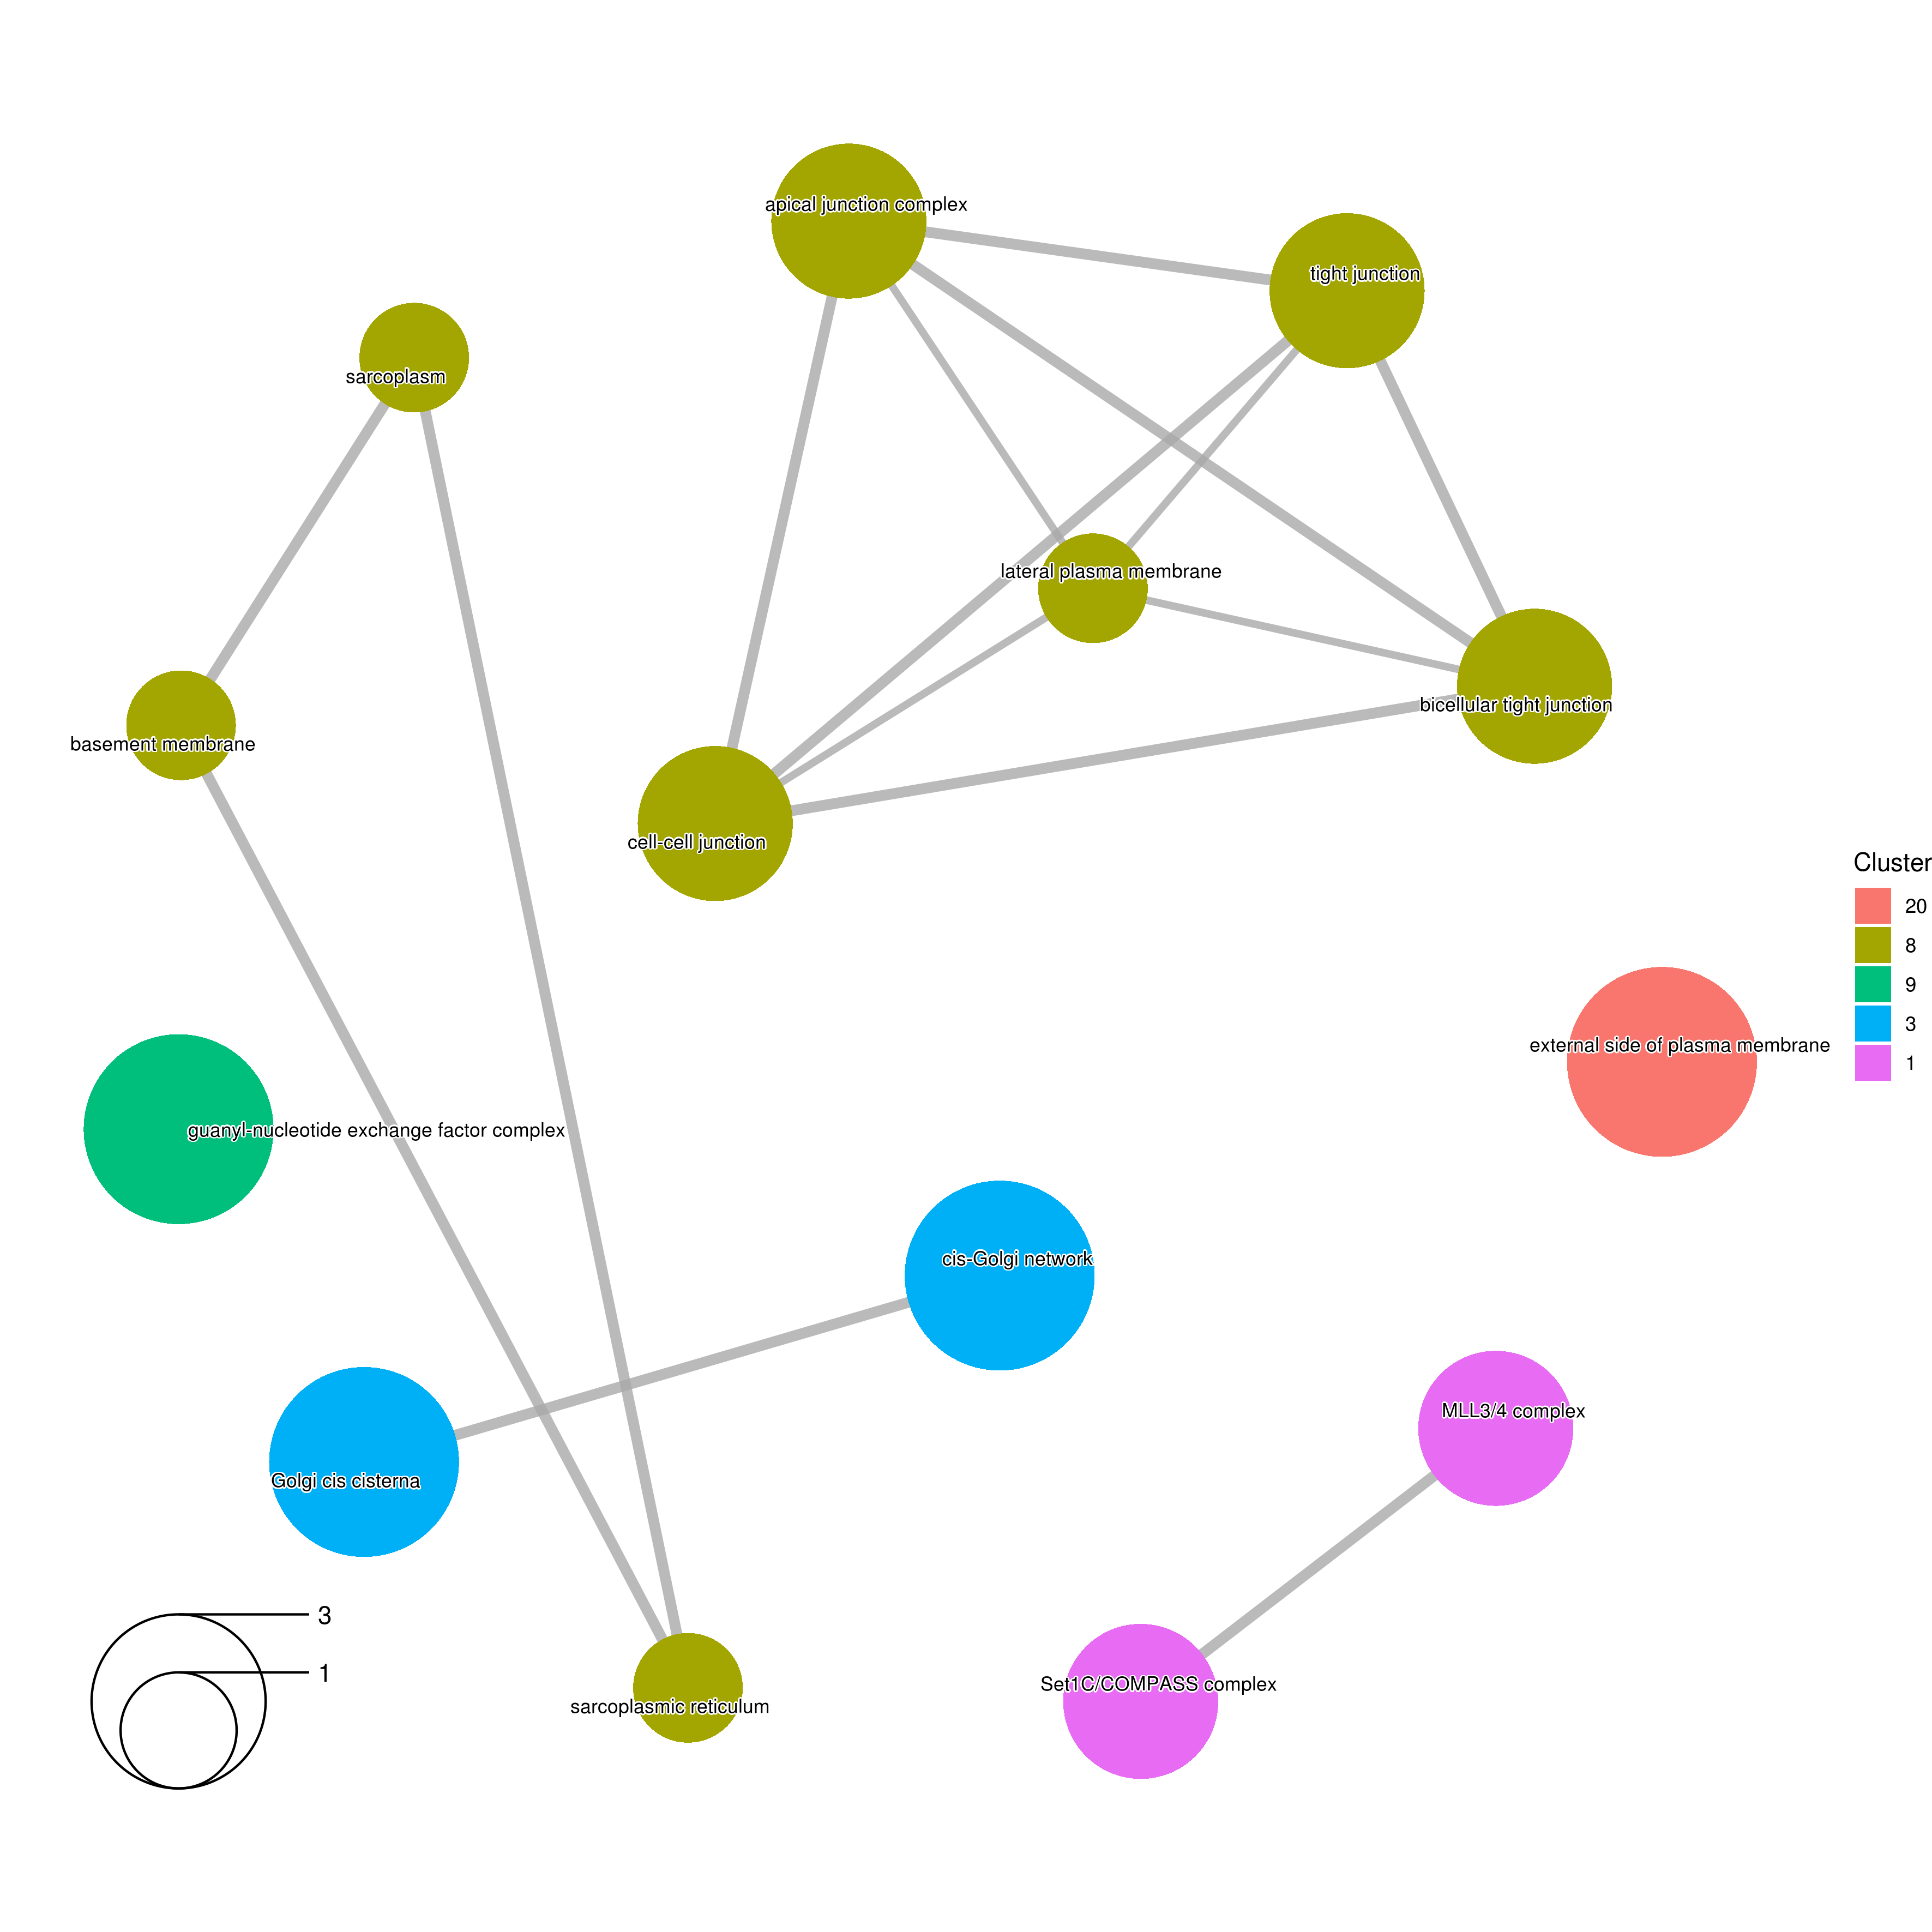 apical junction complex
tight junction
sarcoplasm
lateral plasma membrane
bicellular tight junction
basement membrane
cell-cell junction
Cluster
20
8
9
3
1
external side of plasma membrane
guanyl-nucleotide exchange factor complex
cis-Golgi network
MLL3/4 complex
Golgi cis cisterna
3
1
Set1C/COMPASS complex
sarcoplasmic reticulum